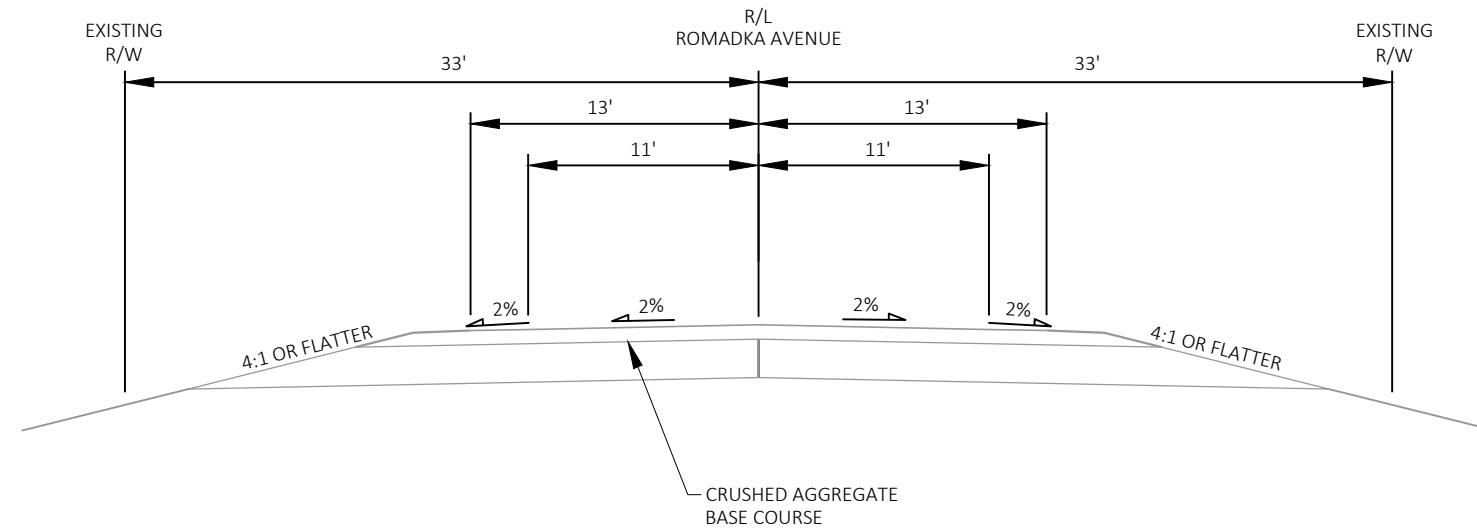 EXISTING
R/W
R/L
ROMADKA AVENUE
EXISTING
R/W
33'
33'
13'
13'
11'
11'
2%
2%
2%
2%
4:1 OR FLATTER
4:1 OR FLATTER
CRUSHED AGGREGATE
BASE COURSE